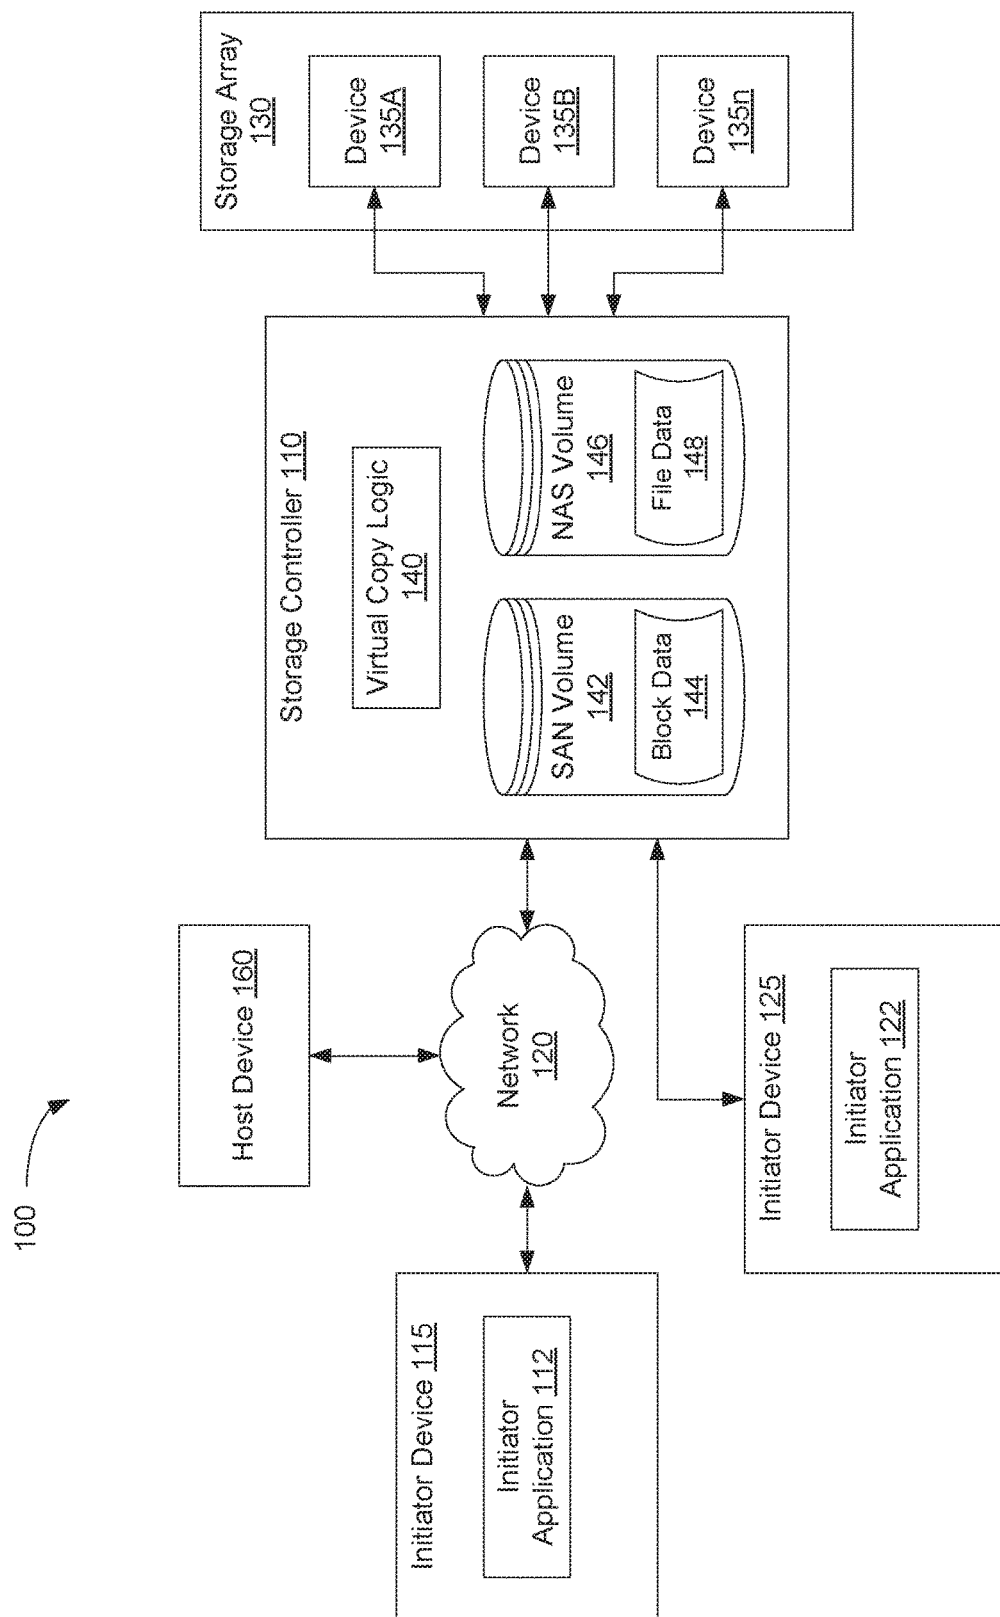 100
Initiator Device 115
Initiator
Application 112
Host Device 160
Network
120
Initiator Device 125
Initiator
Application 122
Storage Controller 110
Virtual Copy Logic
140
SAN Volume
142
Block Data
144
NAS Volume
146
File Data
148
Storage Array
130
Device
135A
Device
135B
Device
135n